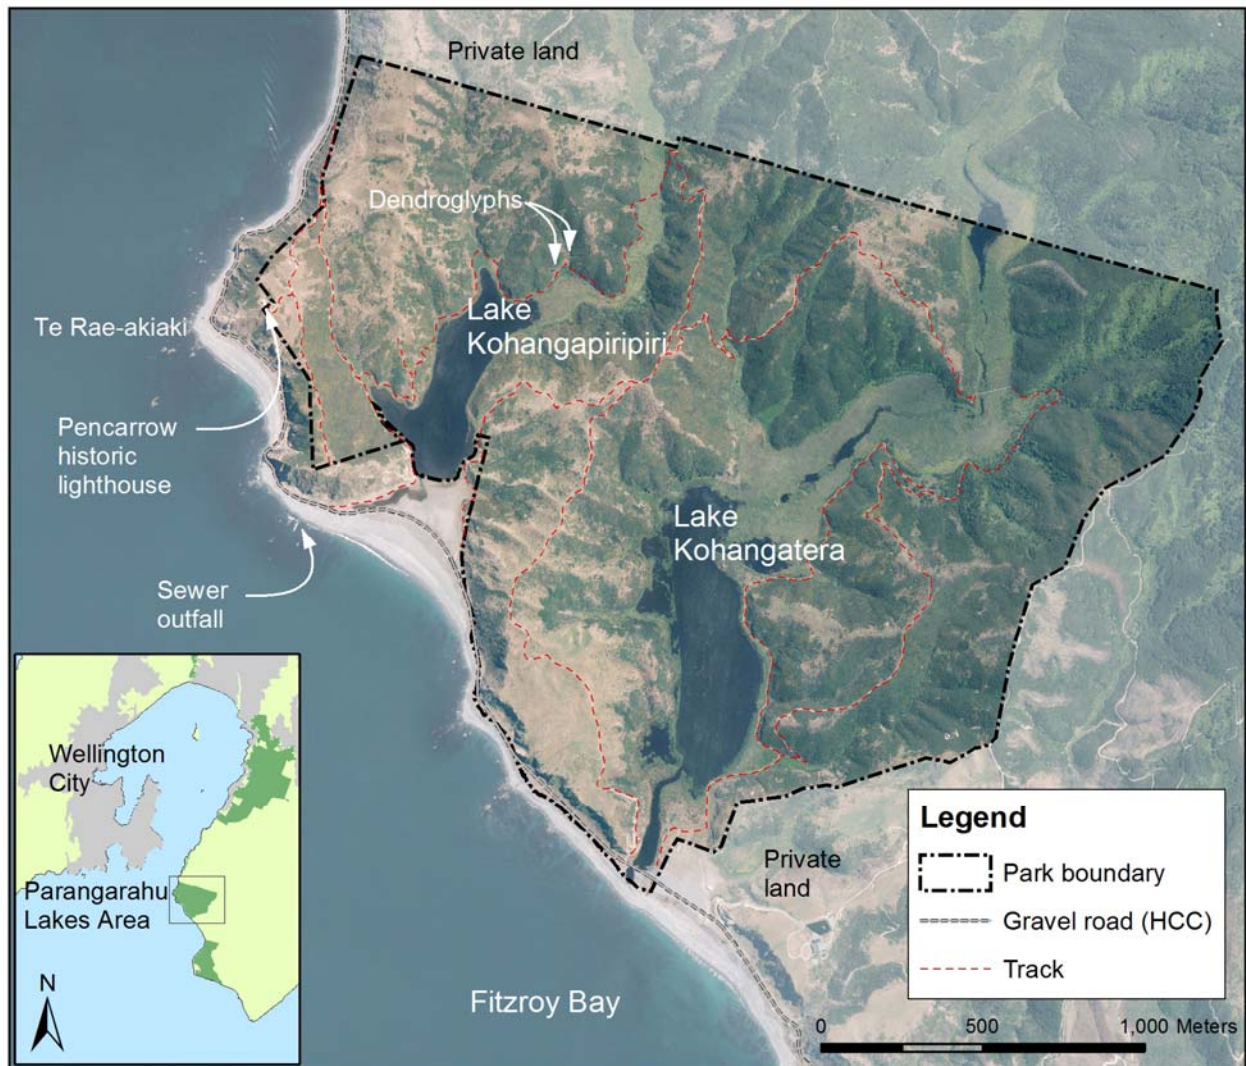 Private land
Dendroglyphs
Lake
Kohangapiripiri
Te Rae-akiaki
Pencarrow
historic
lighthouse
Lake
Kohangatera
Sewer
outfall
Wellington
City
Parangarahu
Lakes Area
N
Fitzroy Bay
Private
land
Legend
Park boundary
Gravel road (HCC)
Track
0 500 1,000 Meters